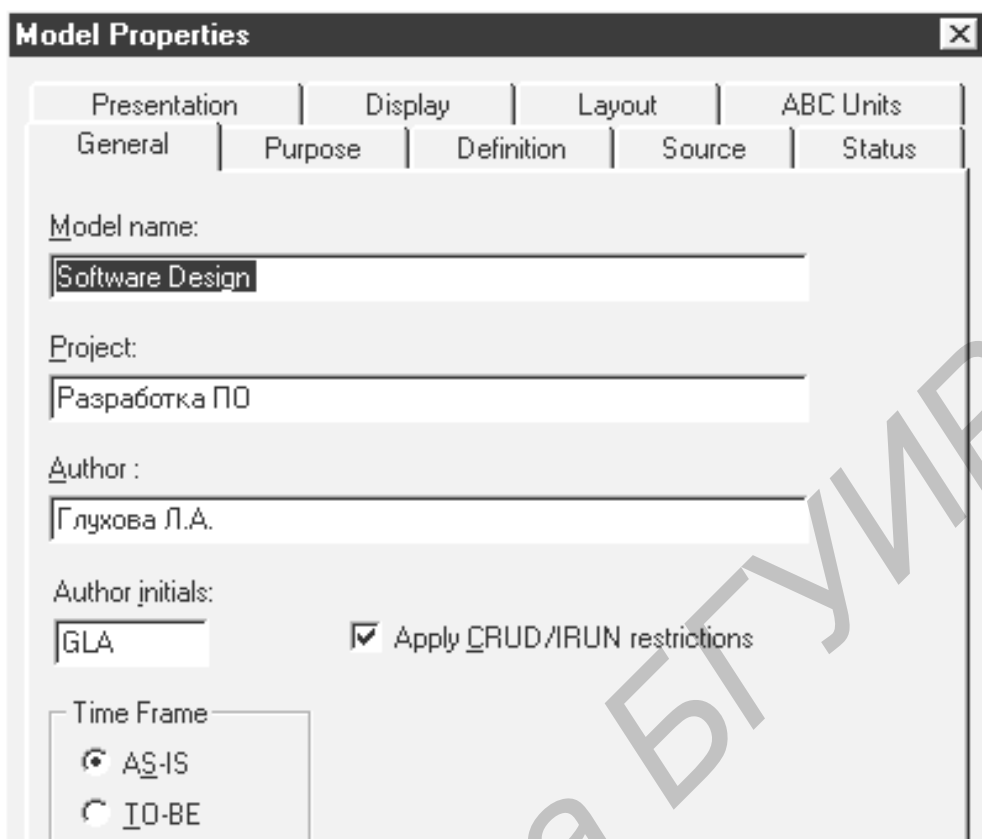 Model Properties
Presentation Display Layout ABC Units
General Purpose Definition Source Status
Model name:
Software Design
Project:
Разработка ПО
Author :
Глухова Л.А.
Author initials:
GLA
Apply CRUD/IRUN restrictions
Time Frame
AS-IS
TO-BE
а БГУИР